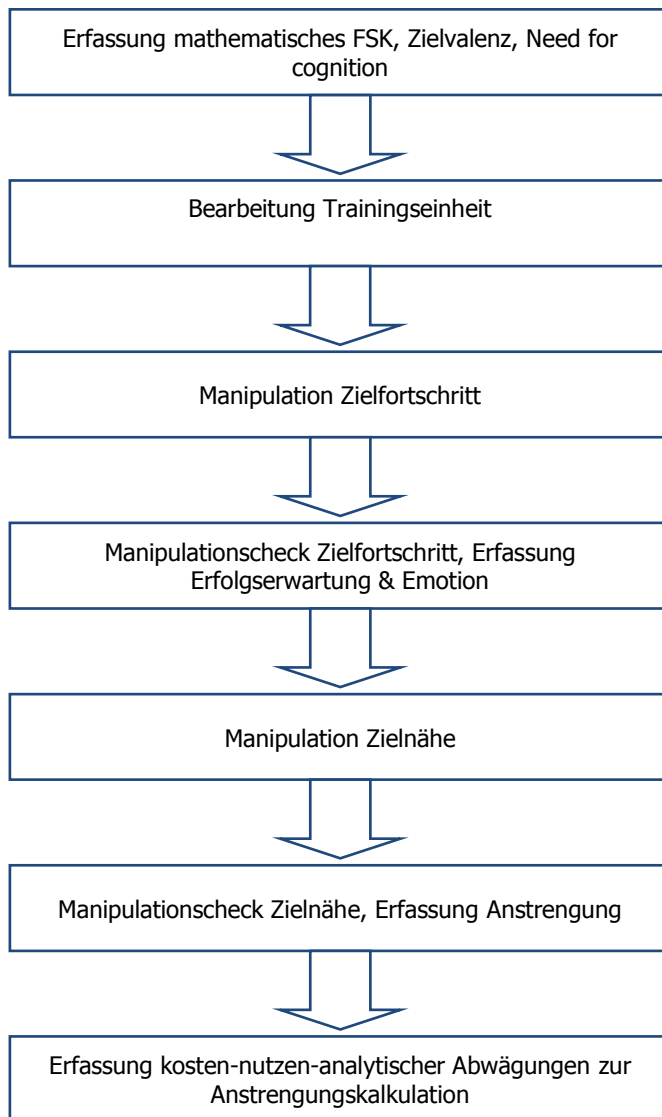 Erfassung mathematisches FSK, Zielvalenz, Need for
cognition
Bearbeitung Trainingseinheit
Manipulation Zielfortschritt
Manipulationscheck Zielfortschritt, Erfassung
Erfolgserwartung & Emotion
Manipulation Zielnähe
Manipulationscheck Zielnähe, Erfassung Anstrengung
Erfassung kosten-nutzen-analytischer Abwägungen zur
Anstrengungskalkulation